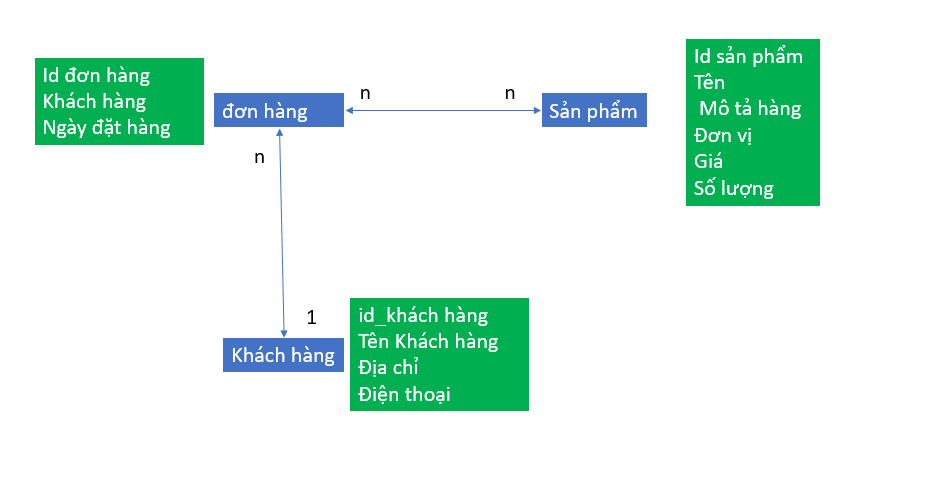 Id đơn hàng
Khách hàng
Ngày đặt hàng
đơn hàng
n
n
Sản phẩm
Id sản phẩm
Tên
Mô tả hàng
Đơn vị
Giá
Số lượng
n
1
Khách hàng
id_khách hàng
Tên Khách hàng
Địa chỉ
Điện thoại